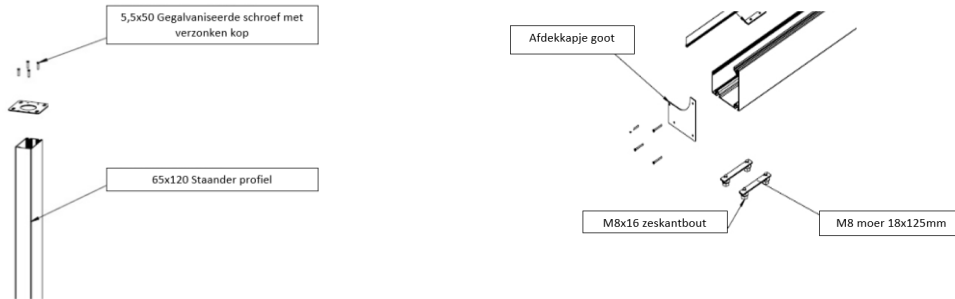 5,5x50 Gegalvaniseerde schroef met
verzonken kop
65x120 Staander profiel
Afdekkapje goot
M8x16 zeskantbout
M8 moer 18x125mm